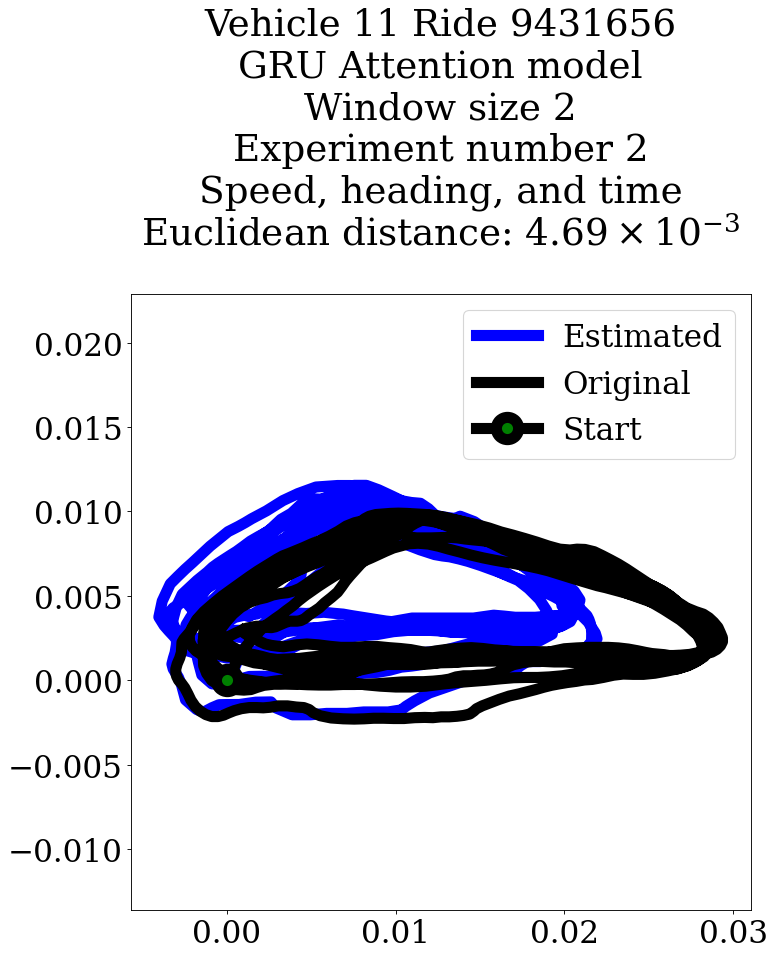 Vehicle 11 Ride 9431656
GRU Attention model
Window size 2
Experiment number 2
Speed, heading, and time
Euclidean distance: 4.69 × 10⁻³
Estimated
Original
Start
0.020
0.015
0.010
0.005
0.000
−0.005
−0.010
0.00 0.01 0.02 0.03